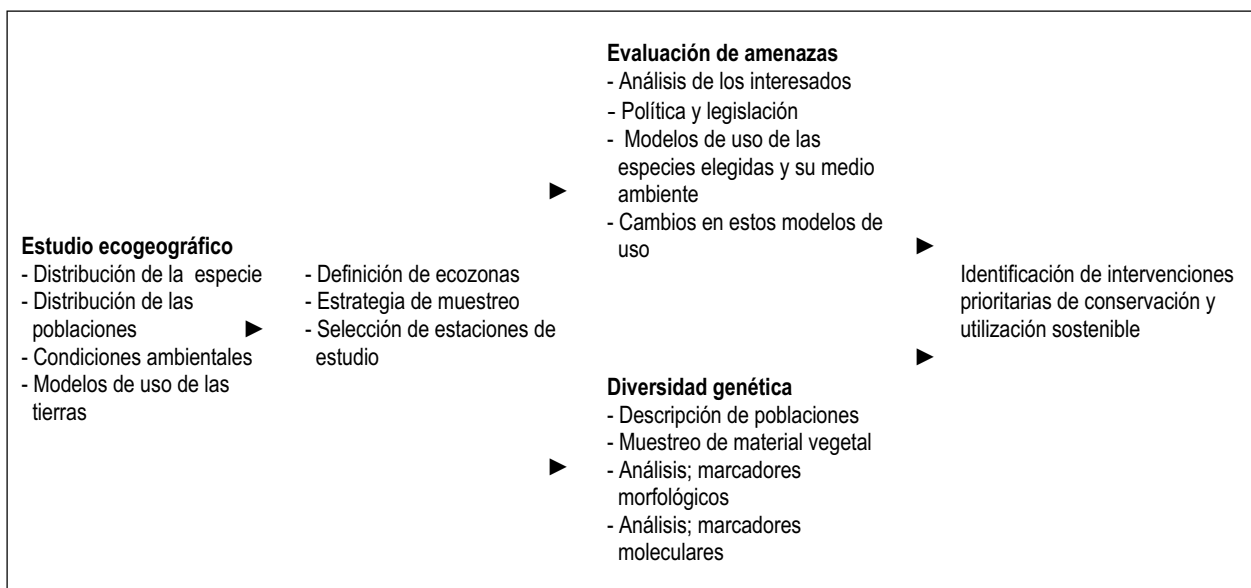 Estudio ecogeográfico
- Distribución de la especie
- Distribución de las
poblaciones ►
- Condiciones ambientales
- Modelos de uso de las
tierras
- Definición de ecozonas
- Estrategia de muestreo
- Selección de estaciones de
estudio
►
Evaluación de amenazas
- Análisis de los interesados
- Política y legislación
- Modelos de uso de las
especies elegidas y su medio
ambiente
- Cambios en estos modelos de
uso
►
►
Diversidad genética
- Descripción de poblaciones
- Muestreo de material vegetal
- Análisis; marcadores
morfológicos
- Análisis; marcadores
moleculares
►
Identificación de intervenciones
prioritarias de conservación y
utilización sostenible